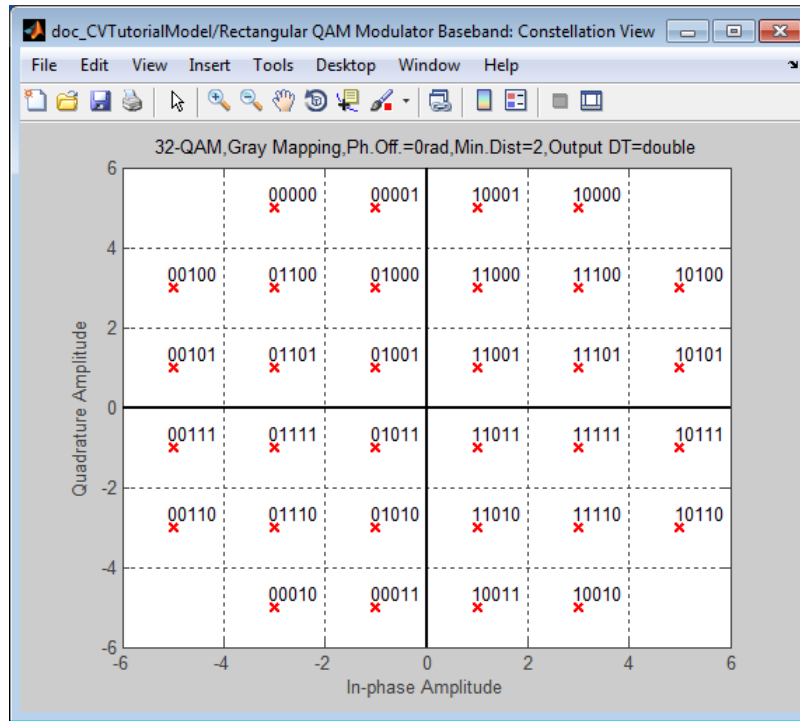 doc_CVTutorialModel/Rectangular QAM Modulator Baseband: Constellation View
File Edit View Insert Tools Desktop Window Help
32-QAM,Gray Mapping,Ph.Off.=0rad,Min.Dist=2,Output DT=double
6
00000 00001 10001 10000
4
00100 01100 01000 11000 11100 10100
2
00101 01101 01001 11001 11101 10101
0
00111 01111 01011 11011 11111 10111
-2
00110 01110 01010 11010 11110 10110
-4
00010 00011 10011 10010
-6
Quadrature Amplitude
-6 -4 -2 0 2 4 6
In-phase Amplitude